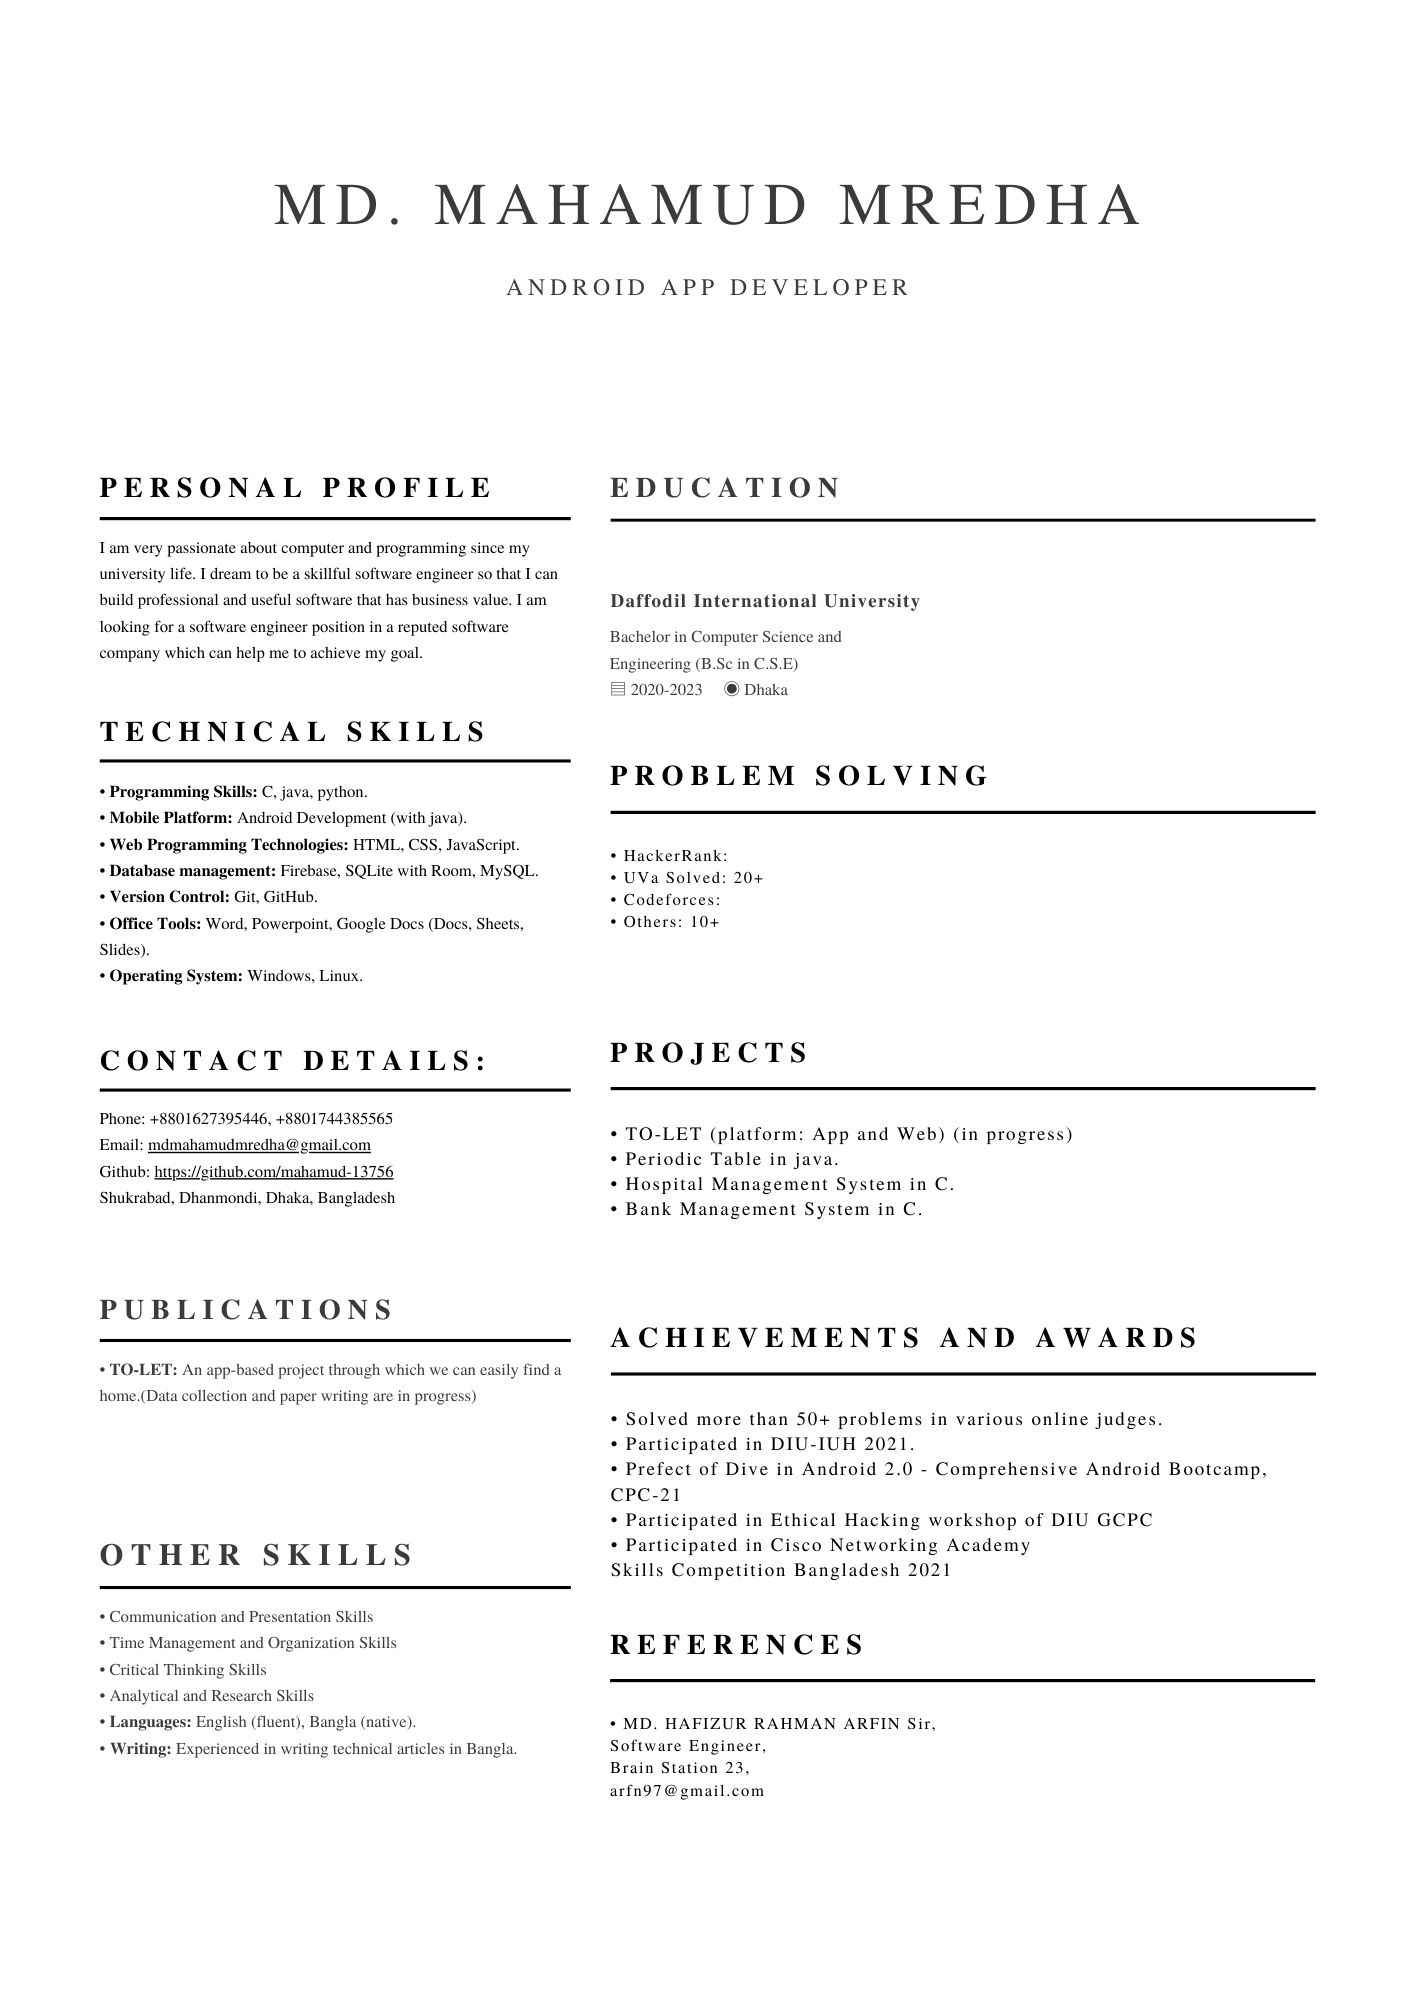 MD. MAHAMUD MREDHA
ANDROID APP DEVELOPER
PERSONAL PROFILE
I am very passionate about computer and programming since my
university life. I dream to be a skillful software engineer so that I can
build professional and useful software that has business value. I am
looking for a software engineer position in a reputed software
company which can help me to achieve my goal.
TECHNICAL SKILLS
• Programming Skills: C, java, python.
• Mobile Platform: Android Development (with java).
• Web Programming Technologies: HTML, CSS, JavaScript.
• Database management: Firebase, SQLite with Room, MySQL.
• Version Control: Git, GitHub.
• Office Tools: Word, Powerpoint, Google Docs (Docs, Sheets,
Slides).
• Operating System: Windows, Linux.
CONTACT DETAILS:
Phone: +8801627395446, +8801744385565
Email: mdmahamudmredha@gmail.com
Github: https://github.com/mahamud-13756
Shukrabad, Dhanmondi, Dhaka, Bangladesh
PUBLICATIONS
• TO-LET: An app-based project through which we can easily find a
home.(Data collection and paper writing are in progress)
OTHER SKILLS
• Communication and Presentation Skills
• Time Management and Organization Skills
• Critical Thinking Skills
• Analytical and Research Skills
• Languages: English (fluent), Bangla (native).
• Writing: Experienced in writing technical articles in Bangla.
EDUCATION
Daffodil International University
Bachelor in Computer Science and
Engineering (B.Sc in C.S.E)
▤ 2020-2023 ◉ Dhaka
PROBLEM SOLVING
• HackerRank:
• UVa Solved: 20+
• Codeforces:
• Others: 10+
PROJECTS
• TO-LET (platform: App and Web) (in progress)
• Periodic Table in java.
• Hospital Management System in C.
• Bank Management System in C.
ACHIEVEMENTS AND AWARDS
• Solved more than 50+ problems in various online judges.
• Participated in DIU-IUH 2021.
• Prefect of Dive in Android 2.0 - Comprehensive Android Bootcamp,
CPC-21
• Participated in Ethical Hacking workshop of DIU GCPC
• Participated in Cisco Networking Academy
Skills Competition Bangladesh 2021
REFERENCES
• MD. HAFIZUR RAHMAN ARFIN Sir,
Software Engineer,
Brain Station 23,
arfn97@gmail.com